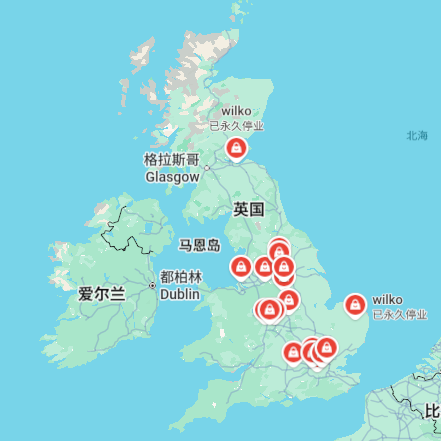 wilko
已永久停业
北海
格拉斯哥
Glasgow
英国
马恩岛
都柏林
Dublin
爱尔兰
wilko
已永久停业
比